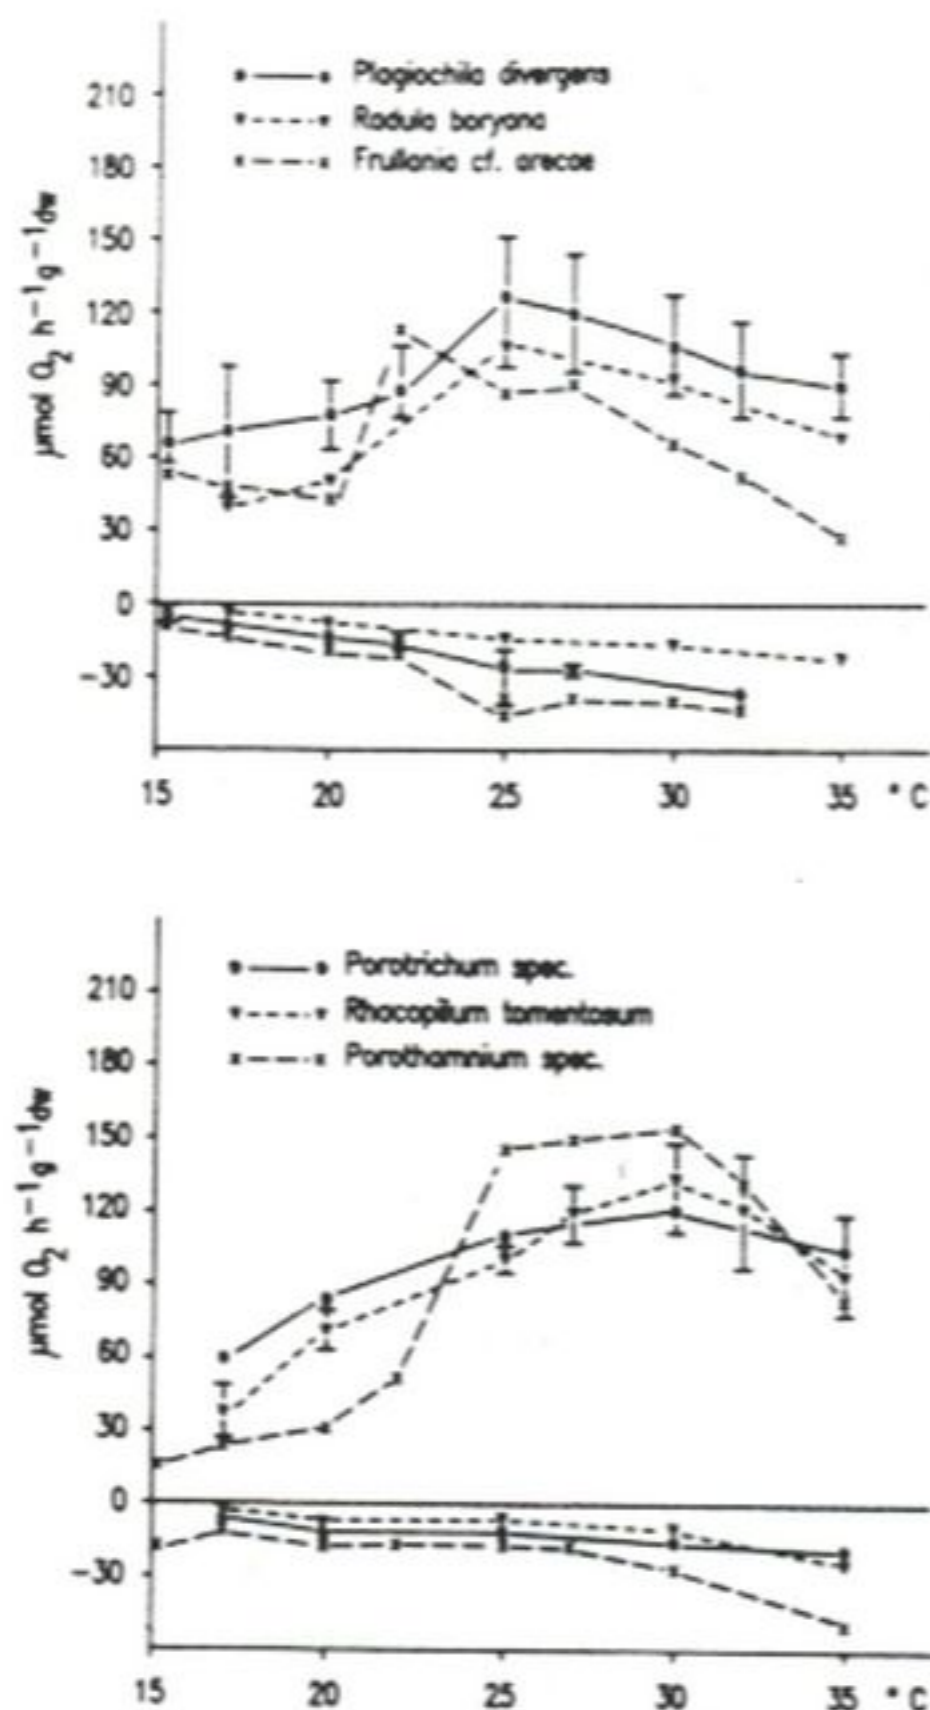 Plagiochila divergens
Radula boryana
Frullania cf. arecae
210
180
150
120
90
60
30
0
-30
µmol O₂ h⁻¹g⁻¹dw
15 20 25 30 35 °C
Porotrichum spec.
Rhacopilum tomentosum
Porothamnium spec.
210
180
150
120
90
60
30
0
-30
µmol O₂ h⁻¹g⁻¹dw
15 20 25 30 35 °C